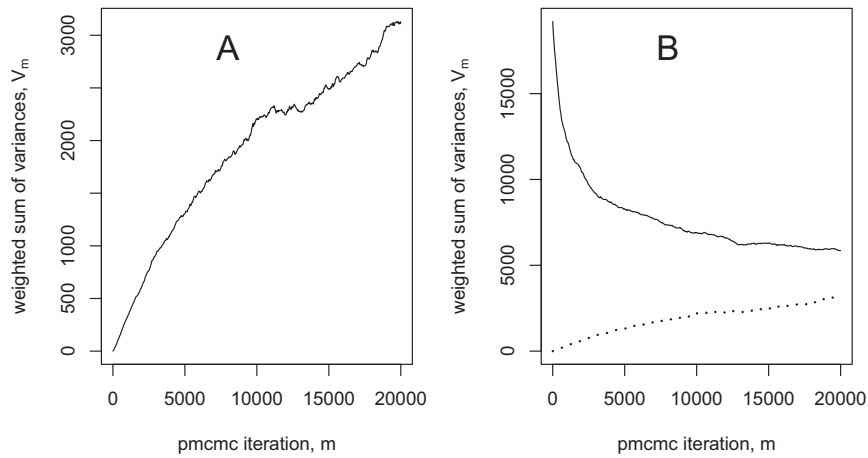 A
weighted sum of variances, Vm
3000
2000
1000
500
0
0 5000 10000 15000 20000
pmcmc iteration, m
B
weighted sum of variances, Vm
15000
10000
5000
0
0 5000 10000 15000 20000
pmcmc iteration, m